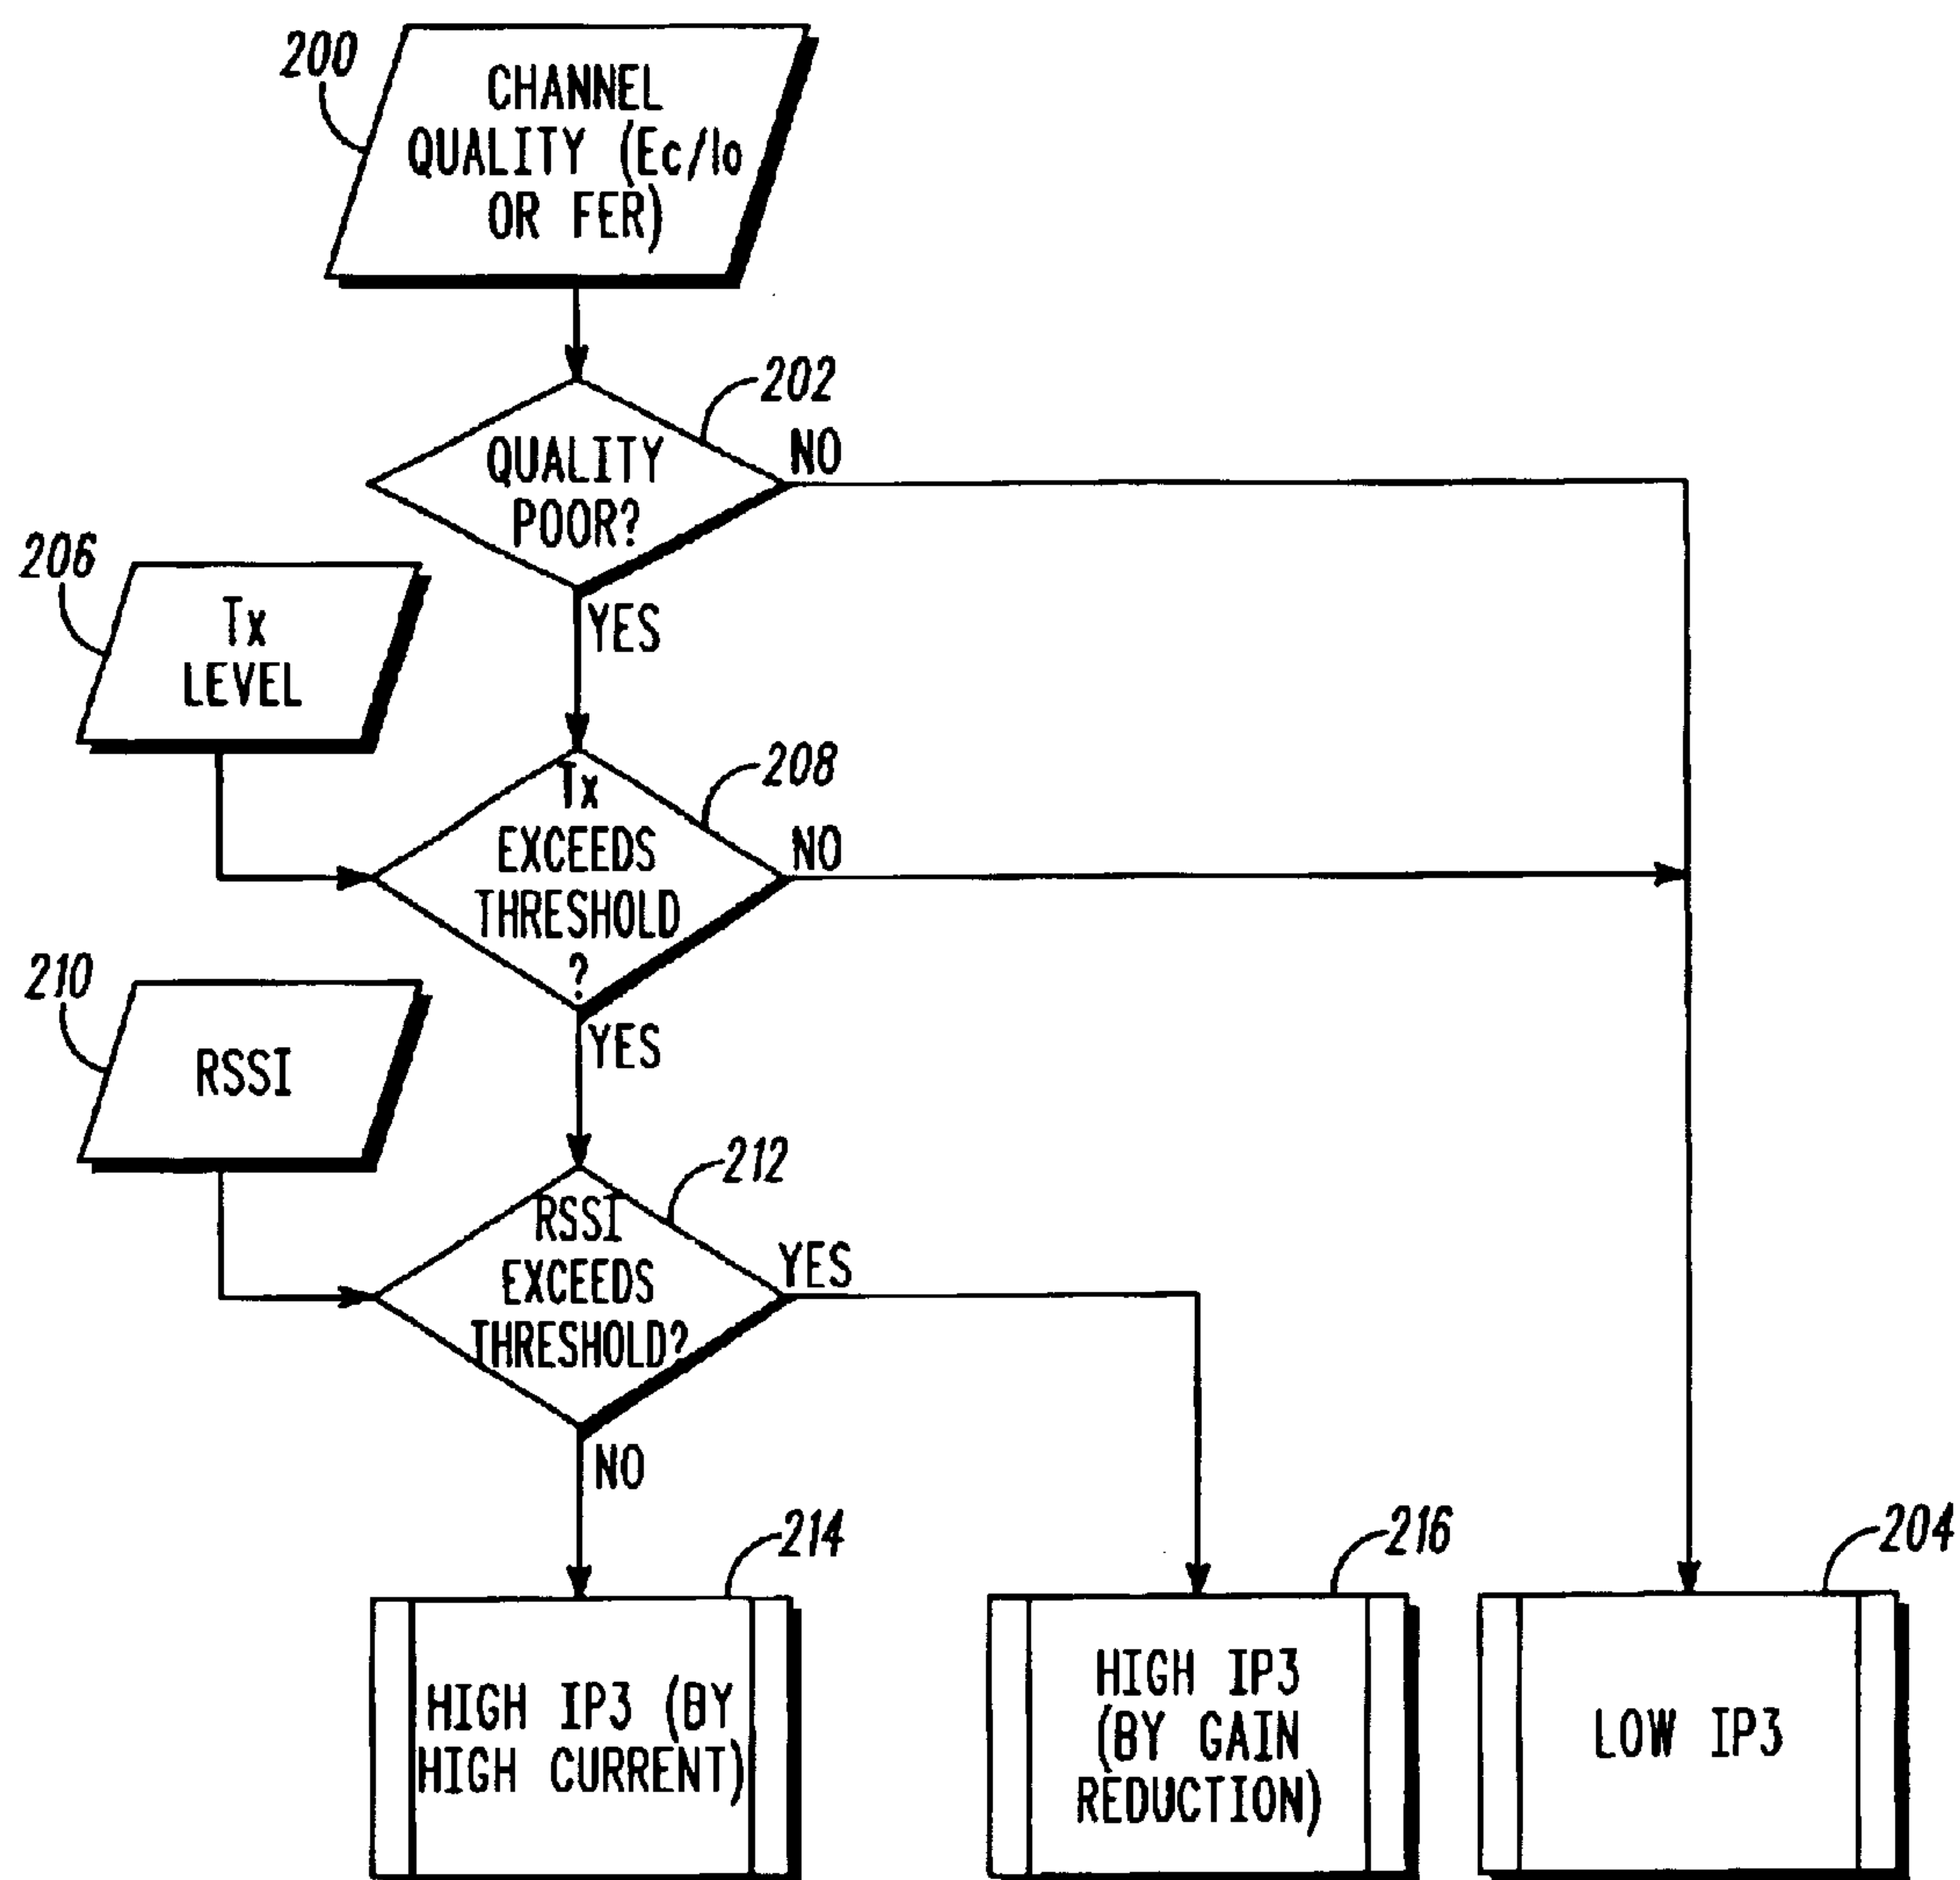 200
CHANNEL
QUALITY (Ec/Io
OR FER)
202
QUALITY
POOR?
NO
YES
206
Tx
LEVEL
208
Tx
EXCEEDS
THRESHOLD
?
NO
YES
210
RSSI
212
RSSI
EXCEEDS
THRESHOLD?
YES
NO
214
HIGH IP3 (BY
HIGH CURRENT)
216
HIGH IP3
(BY GAIN
REDUCTION)
204
LOW IP3